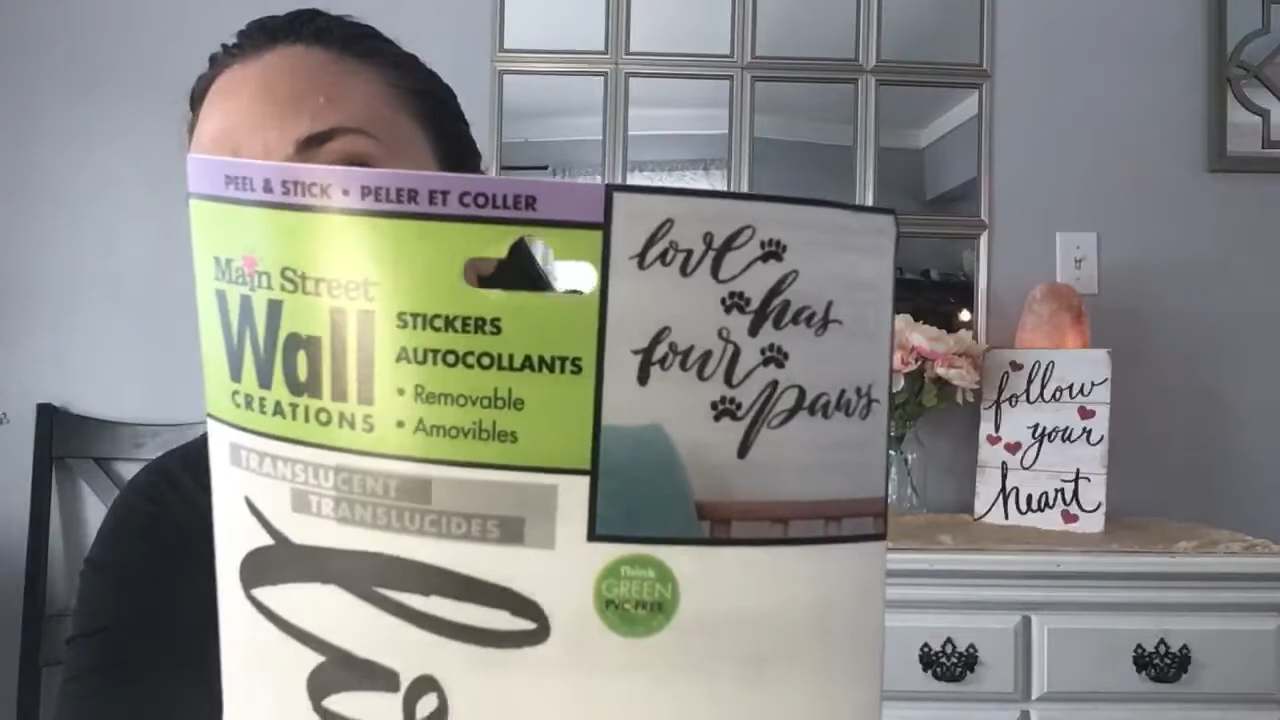 PEEL & STICK • PELER ET COLLER
Main Street
Wall
CREATIONS
STICKERS
AUTOCOLLANTS
• Removable
• Amovibles
TRANSLUCENT
TRANSLUCIDES
love
has
four
paws
Think
GREEN
PVC-FREE
follow
your
heart